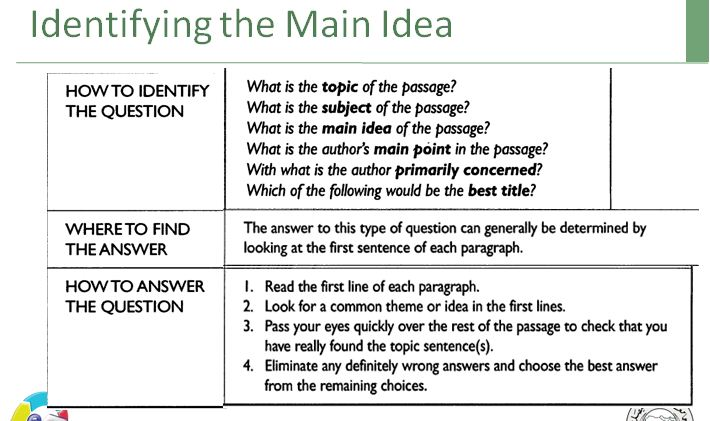 Identifying the Main Idea
HOW TO IDENTIFY
THE QUESTION
What is the topic of the passage?
What is the subject of the passage?
What is the main idea of the passage?
What is the author's main point in the passage?
With what is the author primarily concerned?
Which of the following would be the best title?
WHERE TO FIND
THE ANSWER
The answer to this type of question can generally be determined by
looking at the first sentence of each paragraph.
HOW TO ANSWER
THE QUESTION
1. Read the first line of each paragraph.
2. Look for a common theme or idea in the first lines.
3. Pass your eyes quickly over the rest of the passage to check that you
have really found the topic sentence(s).
4. Eliminate any definitely wrong answers and choose the best answer
from the remaining choices.